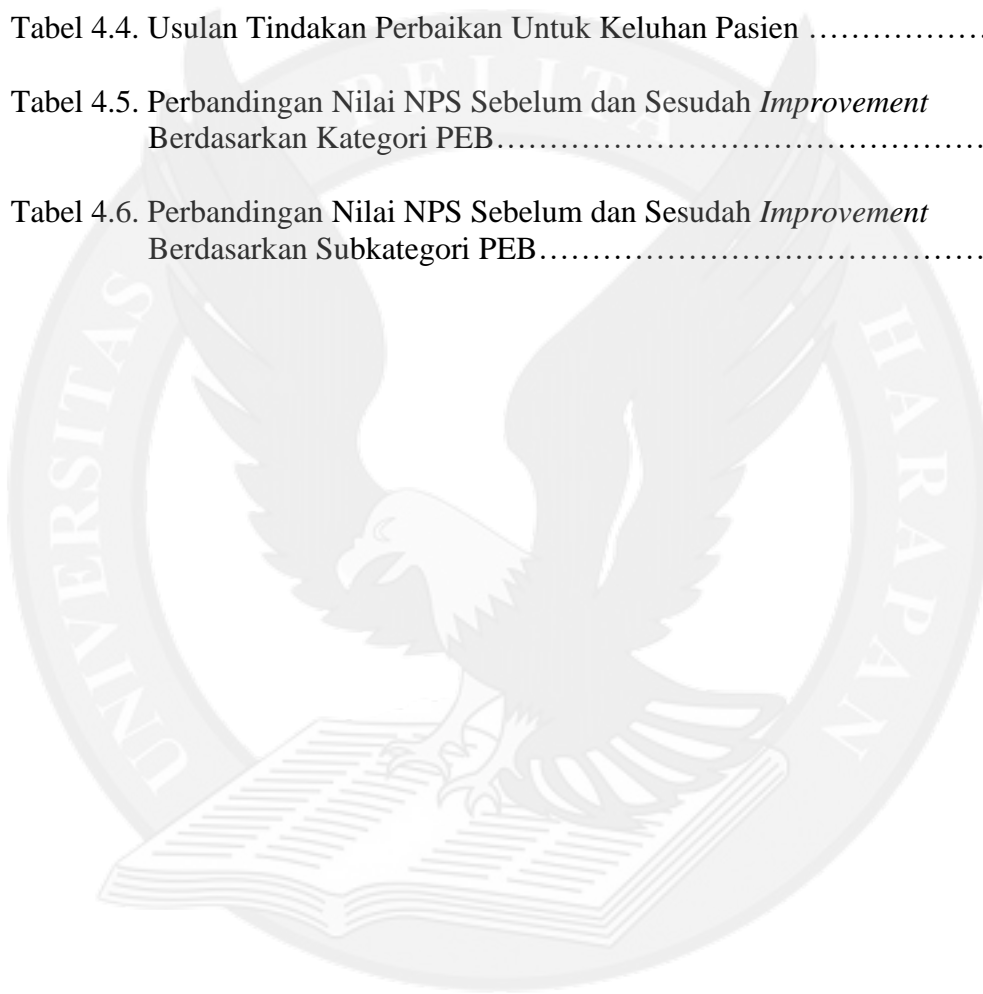 Tabel 4.4. Usulan Tindakan Perbaikan Untuk Keluhan Pasien ………………
Tabel 4.5. Perbandingan Nilai NPS Sebelum dan Sesudah Improvement
Berdasarkan Kategori PEB……………………………………….
Tabel 4.6. Perbandingan Nilai NPS Sebelum dan Sesudah Improvement
Berdasarkan Subkategori PEB……………………………………
UNIVERSITAS PELITA HARAPAN